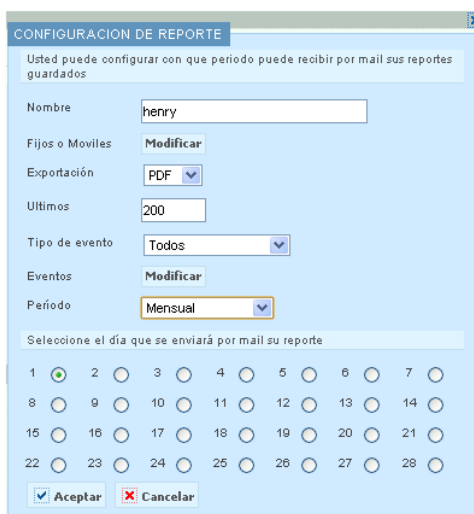 CONFIGURACION DE REPORTE
Usted puede configurar con que periodo puede recibir por mail sus reportes
guardados
Nombre henry
Fijos o Moviles Modificar
Exportación PDF
Ultimos 200
Tipo de evento Todos
Eventos Modificar
Período Mensual
Seleccione el día que se enviará por mail su reporte
1 2 3 4 5 6 7
8 9 10 11 12 13 14
15 16 17 18 19 20 21
22 23 24 25 26 27 28
Aceptar Cancelar